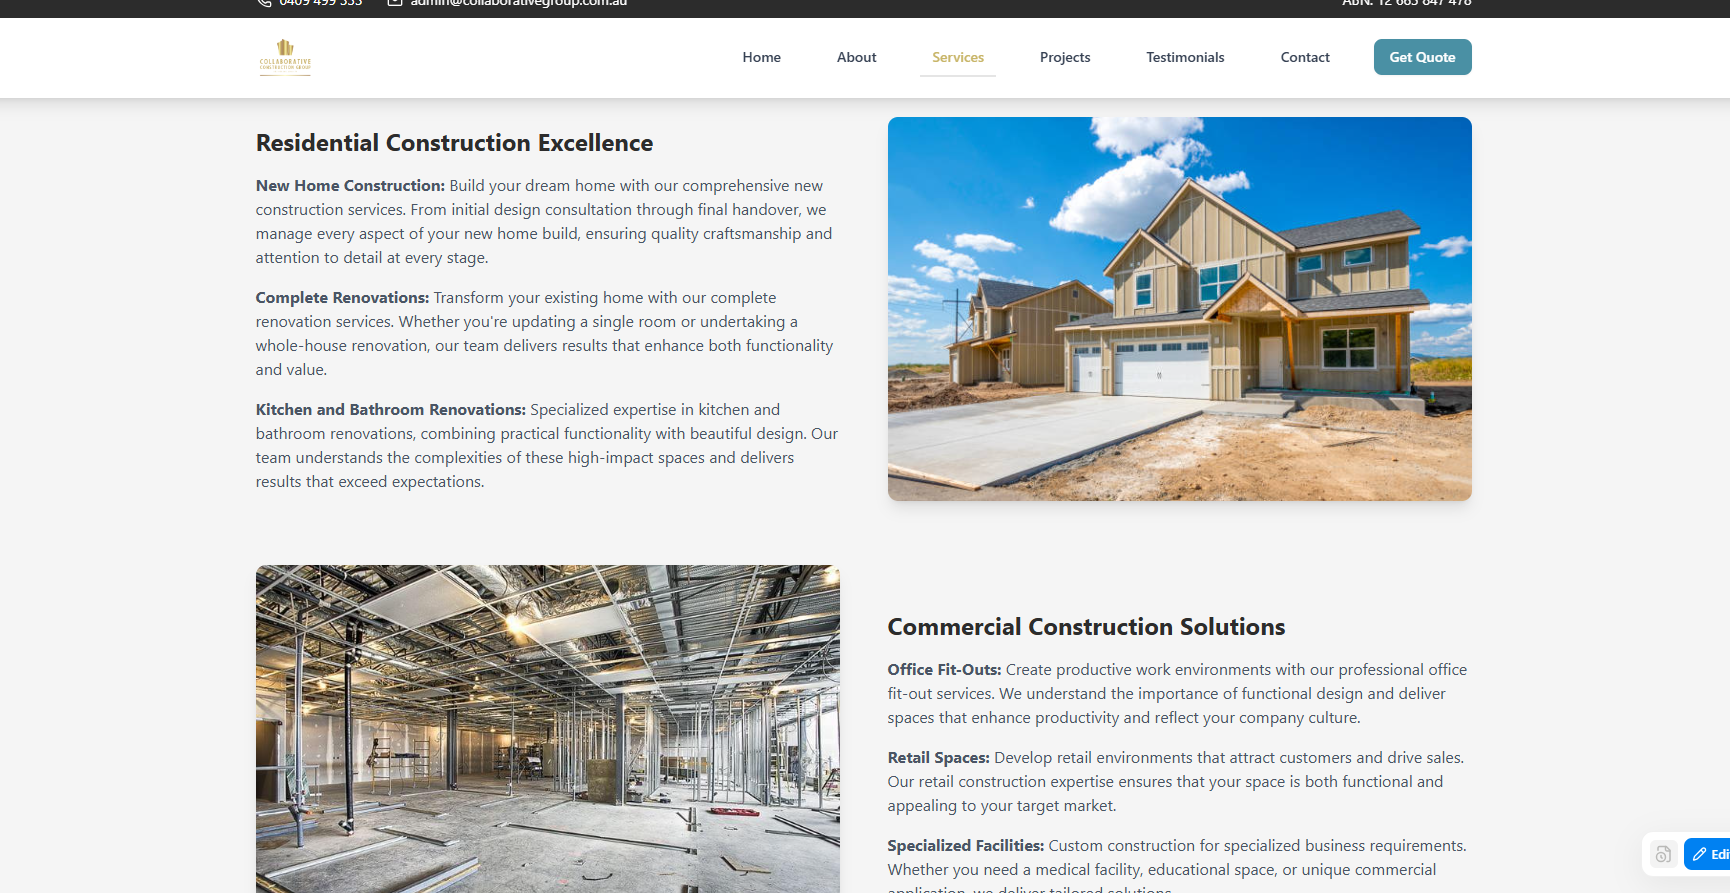 0409 499 333
admin@collaborativegroup.com.au
ABN: 12 663 847 478
COLLABORATIVE
CONSTRUCTION GROUP
Home
About
Services
Projects
Testimonials
Contact
Get Quote
Residential Construction Excellence
New Home Construction: Build your dream home with our comprehensive new
construction services. From initial design consultation through final handover, we
manage every aspect of your new home build, ensuring quality craftsmanship and
attention to detail at every stage.
Complete Renovations: Transform your existing home with our complete
renovation services. Whether you're updating a single room or undertaking a
whole-house renovation, our team delivers results that enhance both functionality
and value.
Kitchen and Bathroom Renovations: Specialized expertise in kitchen and
bathroom renovations, combining practical functionality with beautiful design. Our
team understands the complexities of these high-impact spaces and delivers
results that exceed expectations.
Commercial Construction Solutions
Office Fit-Outs: Create productive work environments with our professional office
fit-out services. We understand the importance of functional design and deliver
spaces that enhance productivity and reflect your company culture.
Retail Spaces: Develop retail environments that attract customers and drive sales.
Our retail construction expertise ensures that your space is both functional and
appealing to your target market.
Specialized Facilities: Custom construction for specialized business requirements.
Whether you need a medical facility, educational space, or unique commercial
application, we deliver tailored solutions.
Edi